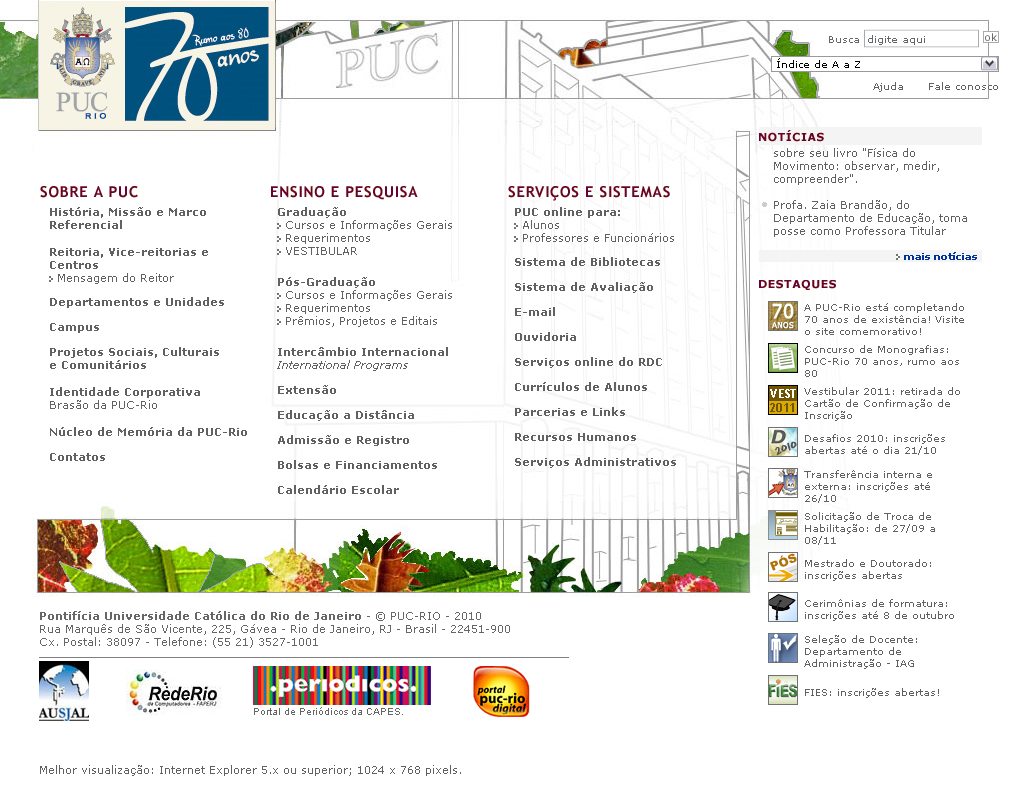 PUC
RIO
Rumo aos 80
70 anos
PUC
Busca digite aqui ok
Índice de A a Z
Ajuda Fale conosco
SOBRE A PUC
História, Missão e Marco
Referencial
Reitoria, Vice-reitorias e
Centros
Mensagem do Reitor
Departamentos e Unidades
Campus
Projetos Sociais, Culturais
e Comunitários
Identidade Corporativa
Brasão da PUC-Rio
Núcleo de Memória da PUC-Rio
Contatos
ENSINO E PESQUISA
Graduação
Cursos e Informações Gerais
Requerimentos
VESTIBULAR
Pós-Graduação
Cursos e Informações Gerais
Requerimentos
Prêmios, Projetos e Editais
Intercâmbio Internacional
International Programs
Extensão
Educação a Distância
Admissão e Registro
Bolsas e Financiamentos
Calendário Escolar
SERVIÇOS E SISTEMAS
PUC online para:
Alunos
Professores e Funcionários
Sistema de Bibliotecas
Sistema de Avaliação
E-mail
Ouvidoria
Serviços online do RDC
Currículos de Alunos
Parcerias e Links
Recursos Humanos
Serviços Administrativos
NOTÍCIAS
sobre seu livro "Física do
Movimento: observar, medir,
compreender".
Profa. Zaia Brandão, do
Departamento de Educação, toma
posse como Professora Titular
mais notícias
DESTAQUES
70
ANOS
A PUC-Rio está completando
70 anos de existência! Visite
o site comemorativo!
Concurso de Monografias:
PUC-Rio 70 anos, rumo aos
80
VEST
2011
Vestibular 2011: retirada do
Cartão de Confirmação de
Inscrição
D
2010
Desafios 2010: inscrições
abertas até o dia 21/10
Transferência interna e
externa: inscrições até
26/10
Solicitação de Troca de
Habilitação: de 27/09 a
08/11
PÓS
Mestrado e Doutorado:
inscrições abertas
Cerimônias de formatura:
inscrições até 8 de outubro
Seleção de Docente:
Departamento de
Administração - IAG
FIES
FIES: inscrições abertas!
Pontifícia Universidade Católica do Rio de Janeiro - © PUC-RIO - 2010
Rua Marquês de São Vicente, 225, Gávea - Rio de Janeiro, RJ - Brasil - 22451-900
Cx. Postal: 38097 - Telefone: (55 21) 3527-1001
AUSJAL
RedeRio
de Computadores - FAPERJ
.periodicos.
Portal de Periódicos da CAPES.
portal
puc-rio
digital
Melhor visualização: Internet Explorer 5.x ou superior; 1024 x 768 pixels.